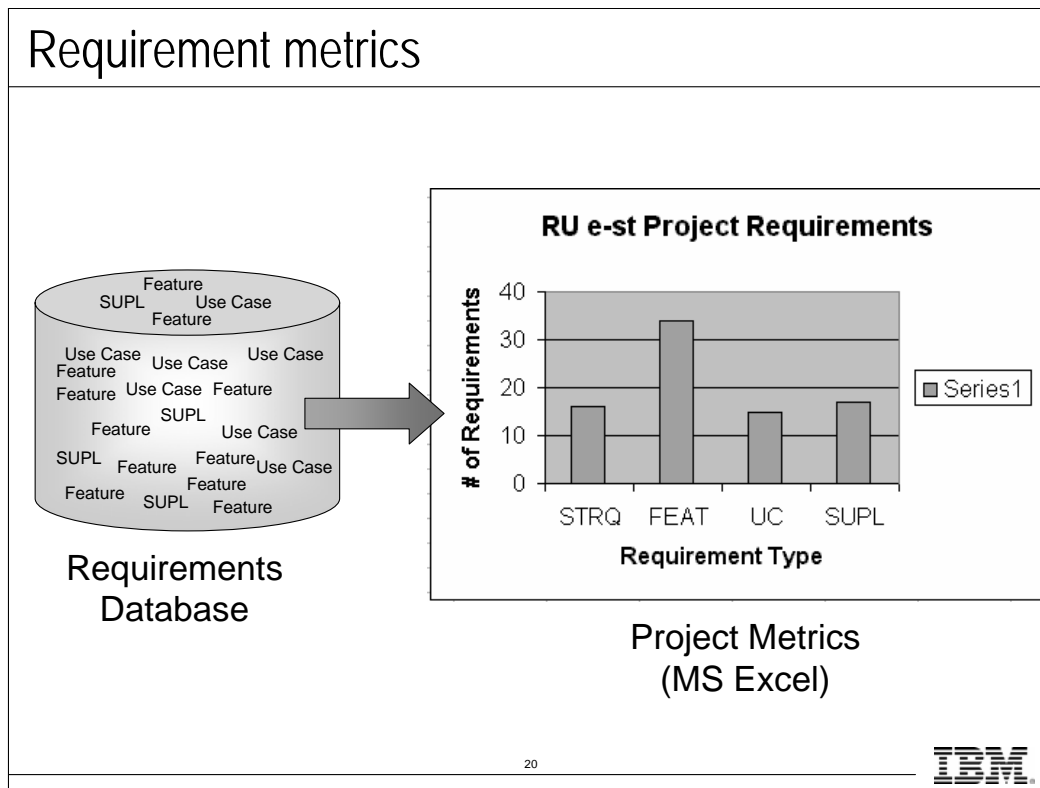 Requirement metrics
Feature
SUPL Use Case
Feature
Use Case Use Case Use Case
Feature
Feature Use Case Feature
SUPL
Feature Use Case
SUPL Feature Feature Use Case
Feature
Feature SUPL Feature
Requirements
Database
RU e-st Project Requirements
# of Requirements
40
30
20
10
0
STRQ FEAT UC SUPL
Requirement Type
Series1
Project Metrics
(MS Excel)
20
IBM.